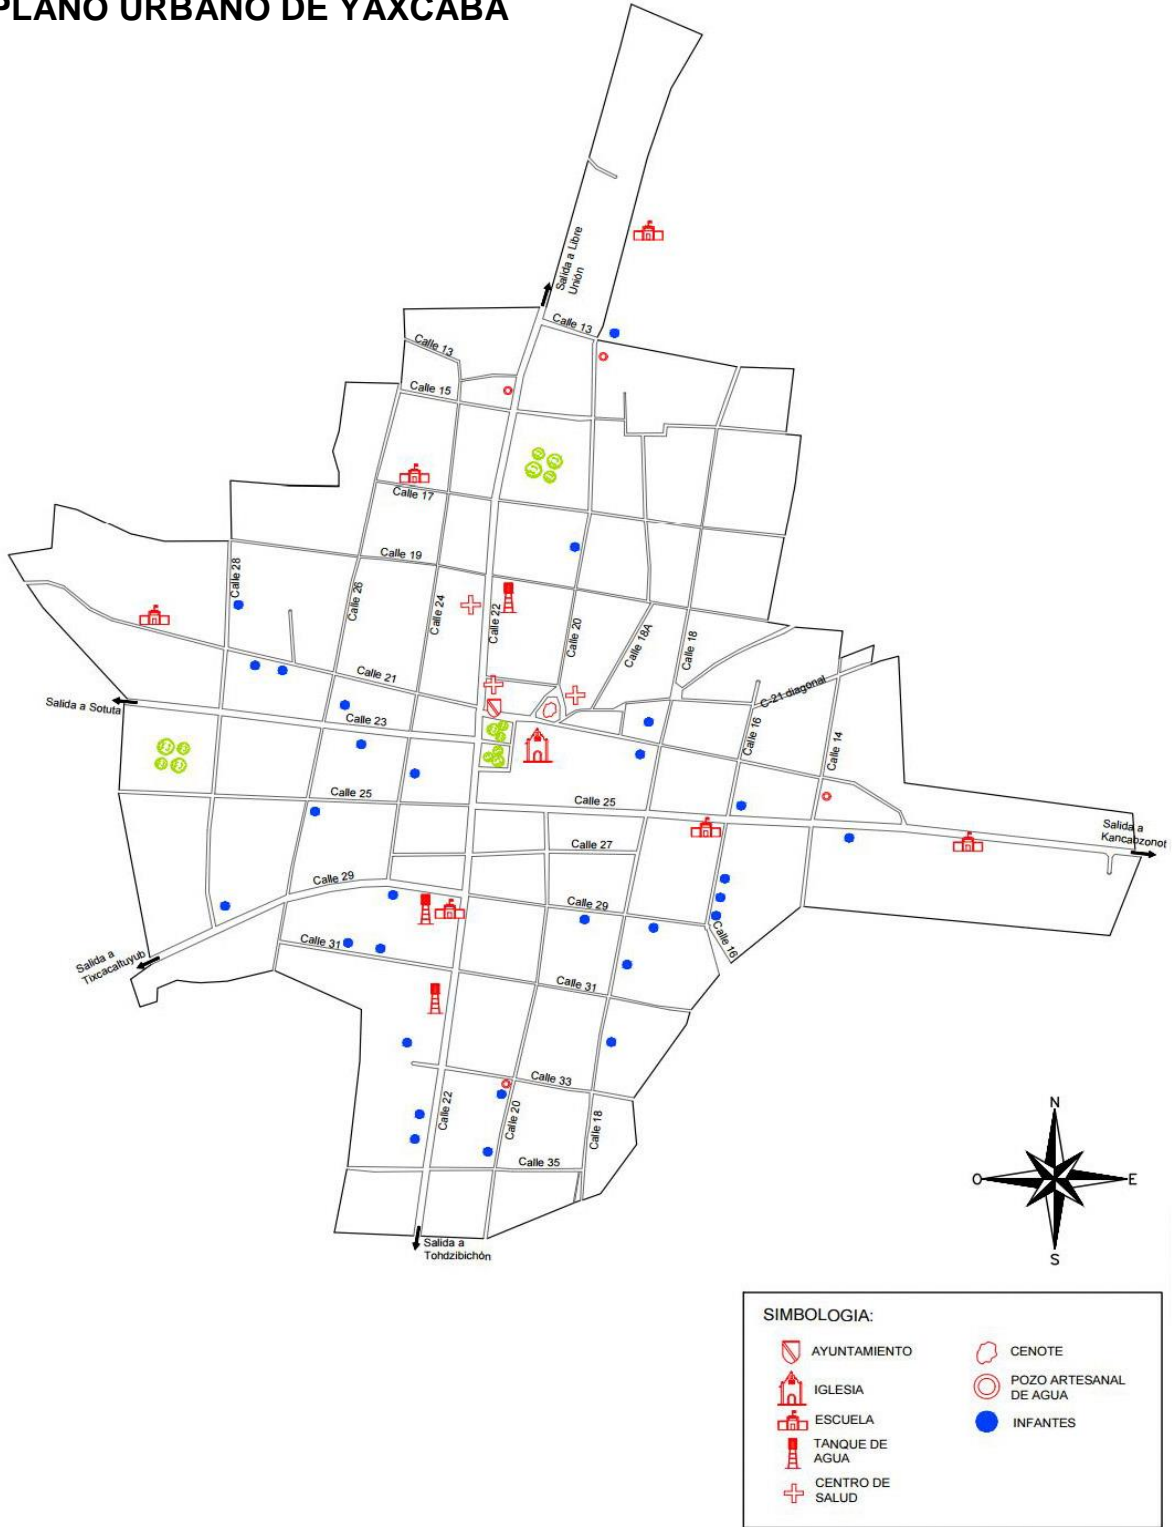 PLANO URBANO DE YAXCABA
Salida a Libre
Unión
Calle 13
Calle 13
Calle 15
Calle 17
Calle 19
Calle 28
Calle 26
Calle 24
Calle 22
Calle 20
Calle 18A
Calle 18
Calle 21
C-21 diagonal
Salida a Sotuta
Calle 23
Calle 16
Calle 14
Calle 25
Calle 25
Salida a
Kancabzonot
Calle 27
Calle 29
Calle 29
Calle 16
Calle 31
Salida a
Tixcacaltuyub
Calle 31
Calle 33
Calle 22
Calle 20
Calle 18
Calle 35
Salida a
Tohdzibichón
N
O
E
S
SIMBOLOGIA:
AYUNTAMIENTO
IGLESIA
ESCUELA
TANQUE DE
AGUA
CENTRO DE
SALUD
CENOTE
POZO ARTESANAL
DE AGUA
INFANTES